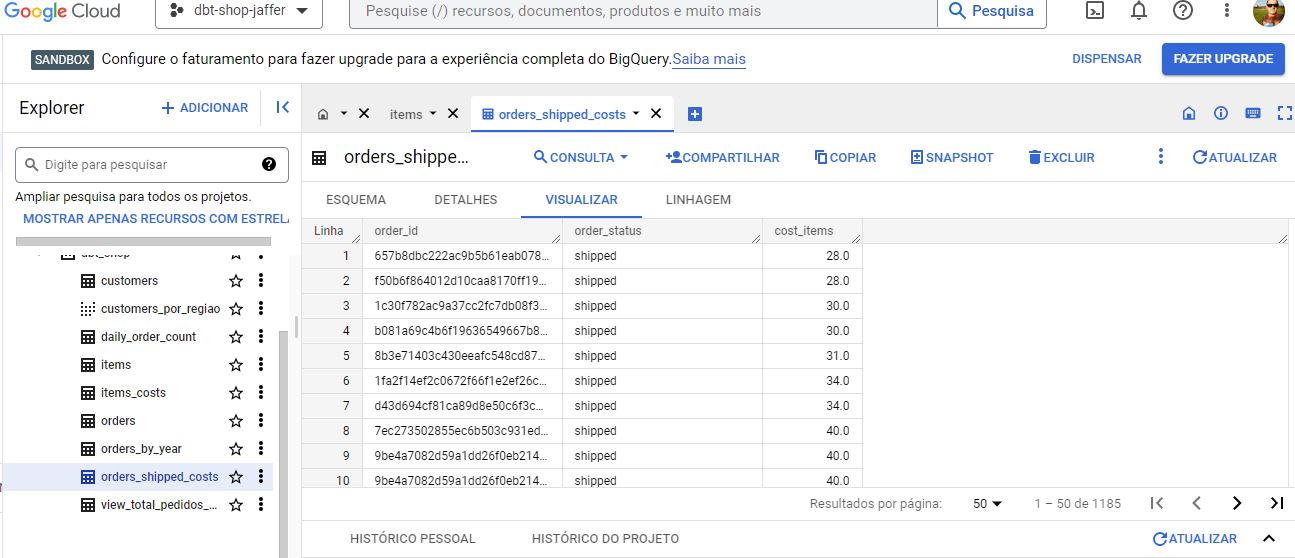 Google Cloud
dbt-shop-jaffer
Pesquise (/) recursos, documentos, produtos e muito mais
Pesquisa
SANDBOX Configure o faturamento para fazer upgrade para a experiência completa do BigQuery. Saiba mais
DISPENSAR
FAZER UPGRADE
Explorer
+ ADICIONAR
Digite para pesquisar
Ampliar pesquisa para todos os projetos.
MOSTRAR APENAS RECURSOS COM ESTRELA
dbt_shop
customers
customers_por_regiao
daily_order_count
items
items_costs
orders
orders_by_year
orders_shipped_costs
view_total_pedidos_...
items
orders_shipped_costs
orders_shippe...
CONSULTA
COMPARTILHAR
COPIAR
SNAPSHOT
EXCLUIR
ATUALIZAR
ESQUEMA
DETALHES
VISUALIZAR
LINHAGEM
Linha order_id order_status cost_items
1 657b8dbc222ac9b5b61eab078... shipped 28.0
2 f50b6f864012d10caa8170ff19... shipped 28.0
3 1c30f782ac9a37cc2fc7db08f3... shipped 30.0
4 b081a69c4b6f19636549667b8... shipped 30.0
5 8b3e71403c430eeafc548cd87... shipped 31.0
6 1fa2f14ef2c0672f66f1e2ef26c... shipped 34.0
7 d43d694cf81ca89d8e50c6f3c... shipped 34.0
8 7ec273502855ec6b503c931ed... shipped 40.0
9 9be4a7082d59a1dd26f0eb214... shipped 40.0
10 9be4a7082d59a1dd26f0eb214... shipped 40.0
Resultados por página: 50 1 – 50 de 1185
HISTÓRICO PESSOAL
HISTÓRICO DO PROJETO
ATUALIZAR